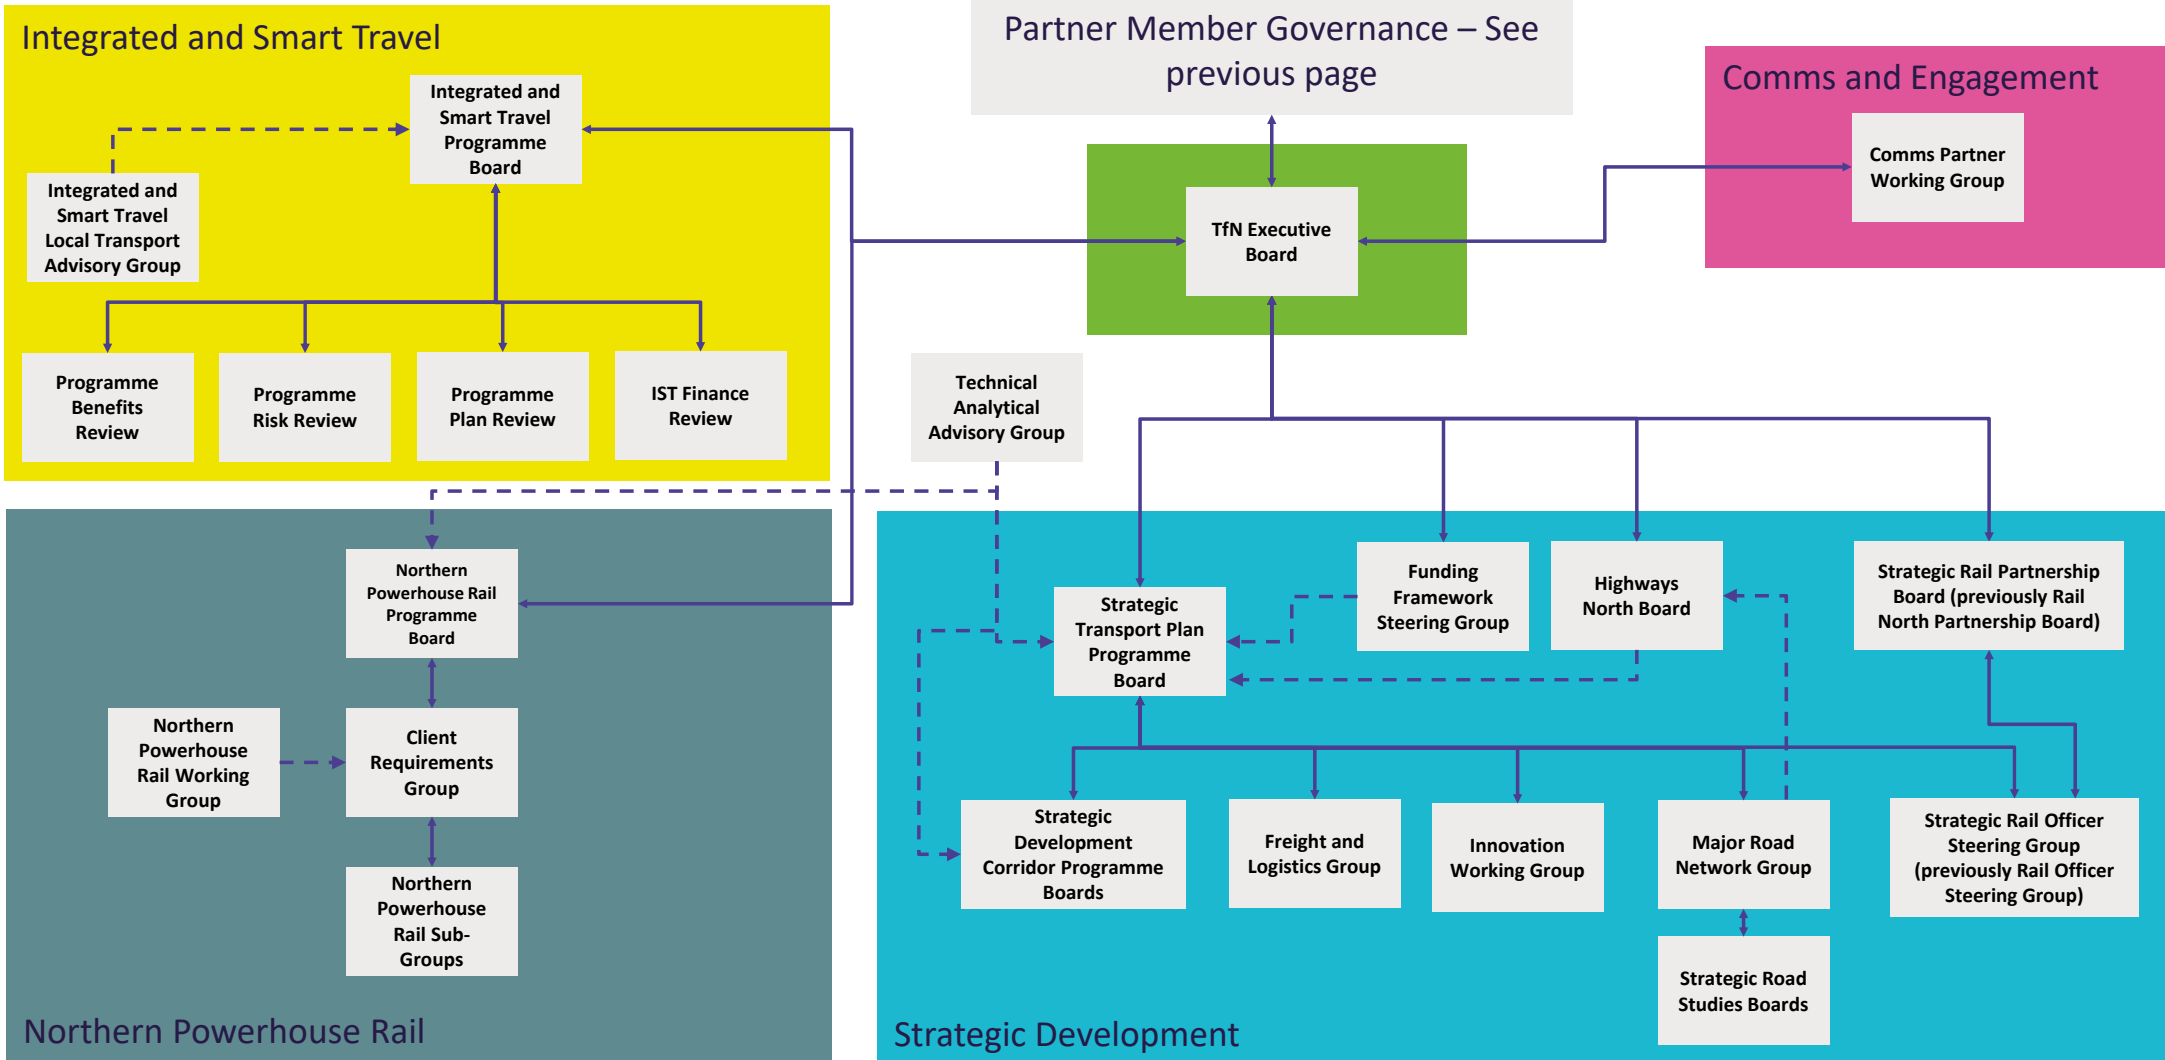 Integrated and Smart Travel
Integrated and
Smart Travel
Programme
Board
Integrated and
Smart Travel
Local Transport
Advisory Group
Programme
Benefits
Review
Programme
Risk Review
Programme
Plan Review
IST Finance
Review
Partner Member Governance – See
previous page
TfN Executive
Board
Comms and Engagement
Comms Partner
Working Group
Technical
Analytical
Advisory Group
Northern
Powerhouse Rail
Programme
Board
Northern
Powerhouse
Rail Working
Group
Client
Requirements
Group
Northern
Powerhouse
Rail Sub-
Groups
Northern Powerhouse Rail
Strategic
Transport Plan
Programme
Board
Funding
Framework
Steering Group
Highways
North Board
Strategic Rail Partnership
Board (previously Rail
North Partnership Board)
Strategic
Development
Corridor Programme
Boards
Freight and
Logistics Group
Innovation
Working Group
Major Road
Network Group
Strategic Rail Officer
Steering Group
(previously Rail Officer
Steering Group)
Strategic Road
Studies Boards
Strategic Development